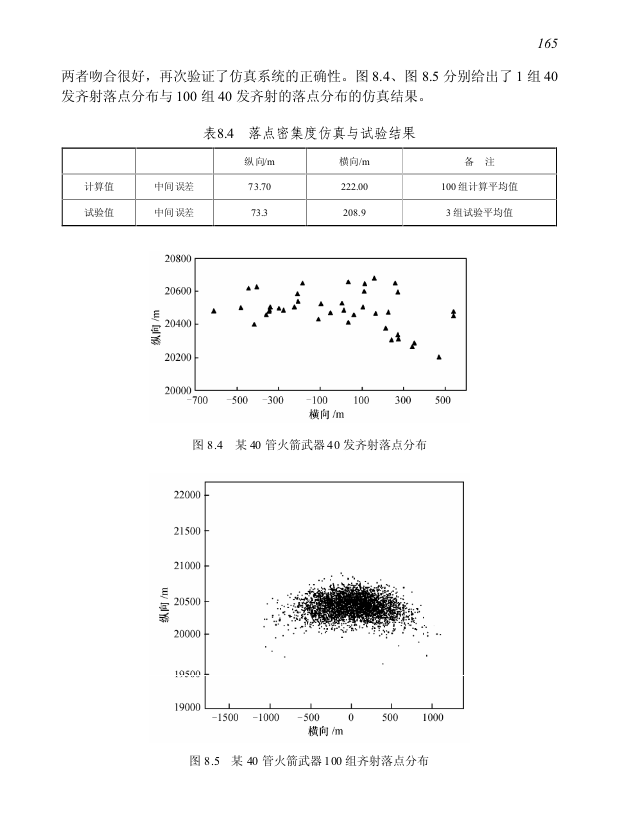 165
两者吻合很好，再次验证了仿真系统的正确性。图 8.4、图 8.5 分别给出了 1 组 40
发齐射落点分布与 100 组 40 发齐射的落点分布的仿真结果。
表8.4 落点密集度仿真与试验结果
纵向/m 横向/m 备 注
计算值 中间误差 73.70 222.00 100 组计算平均值
试验值 中间误差 73.3 208.9 3 组试验平均值
20800
20600
20400
20200
20000
纵向 /m
-700 -500 -300 -100 100 300 500
横向 /m
图 8.4 某 40 管火箭武器 40 发齐射落点分布
22000
21500
21000
20500
20000
19500
19000
纵向 /m
-1500 -1000 -500 0 500 1000
横向 /m
图 8.5 某 40 管火箭武器 100 组齐射落点分布